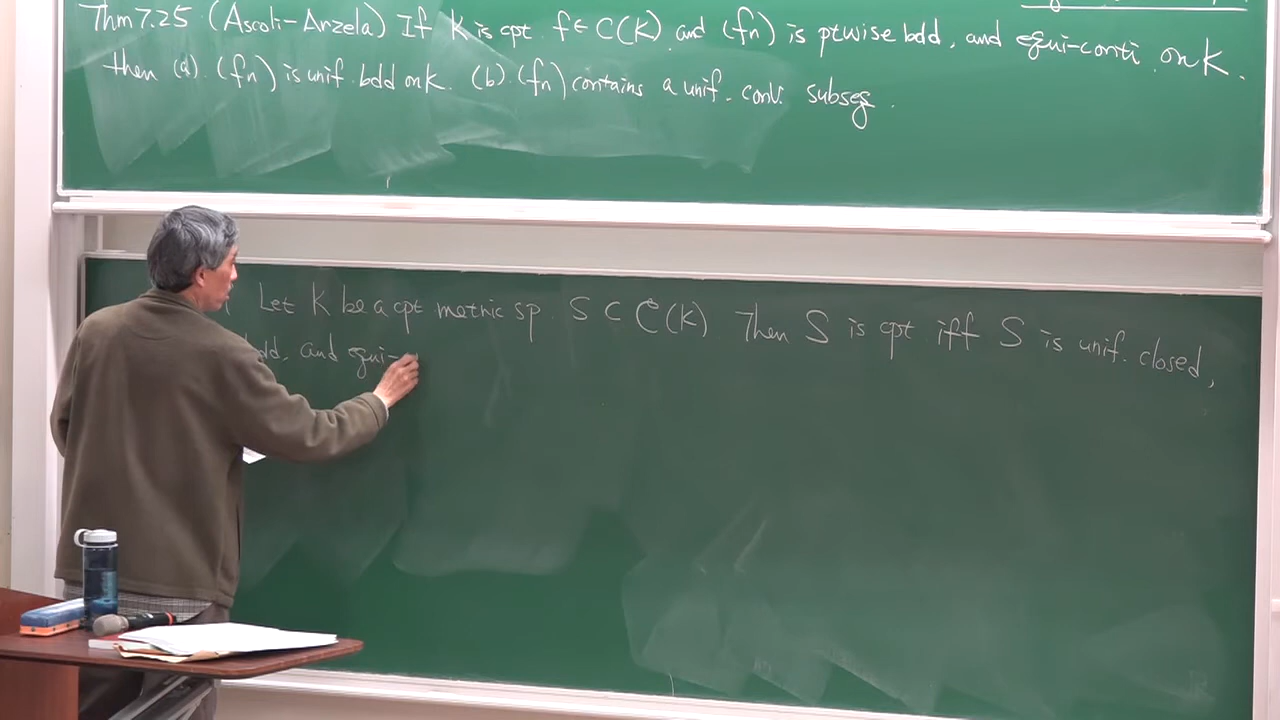 Thm 7.25 (Ascoli-Arzela) If K is cpt. f∈C(K) and (fn) is ptwise bdd, and equi-conti. on K.
then (a). (fn) is unif. bdd on K. (b). (fn) contains a unif. conv. subseq.
Let K be a cpt metric sp. S ⊂ C(K) Then S is cpt iff S is unif. closed,
dd, and equi-